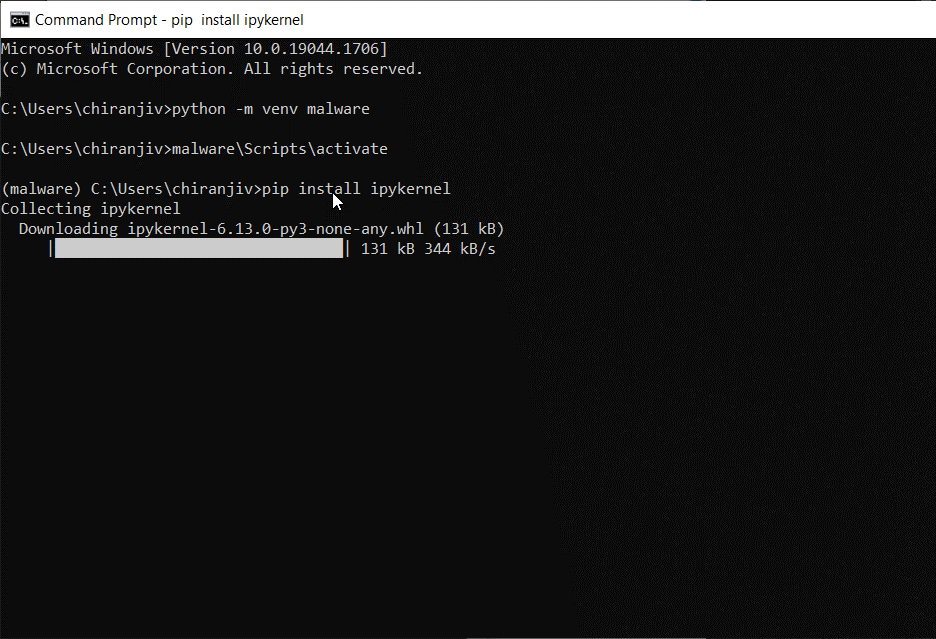 Command Prompt - pip  install ipykernel
Microsoft Windows [Version 10.0.19044.1706]
(c) Microsoft Corporation. All rights reserved.
C:\Users\chiranjiv>python -m venv malware
C:\Users\chiranjiv>malware\Scripts\activate
(malware) C:\Users\chiranjiv>pip install ipykernel
Collecting ipykernel
  Downloading ipykernel-6.13.0-py3-none-any.whl (131 kB)
| | 131 kB 344 kB/s